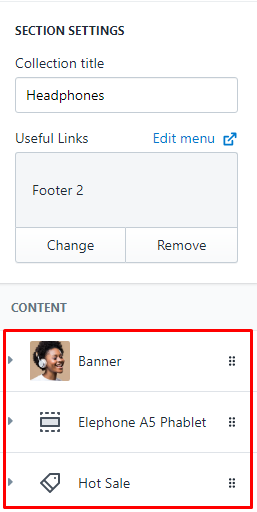 SECTION SETTINGS
Collection title
Headphones
Useful Links Edit menu
Footer 2
Change Remove
CONTENT
Banner
Elephone A5 Phablet
Hot Sale